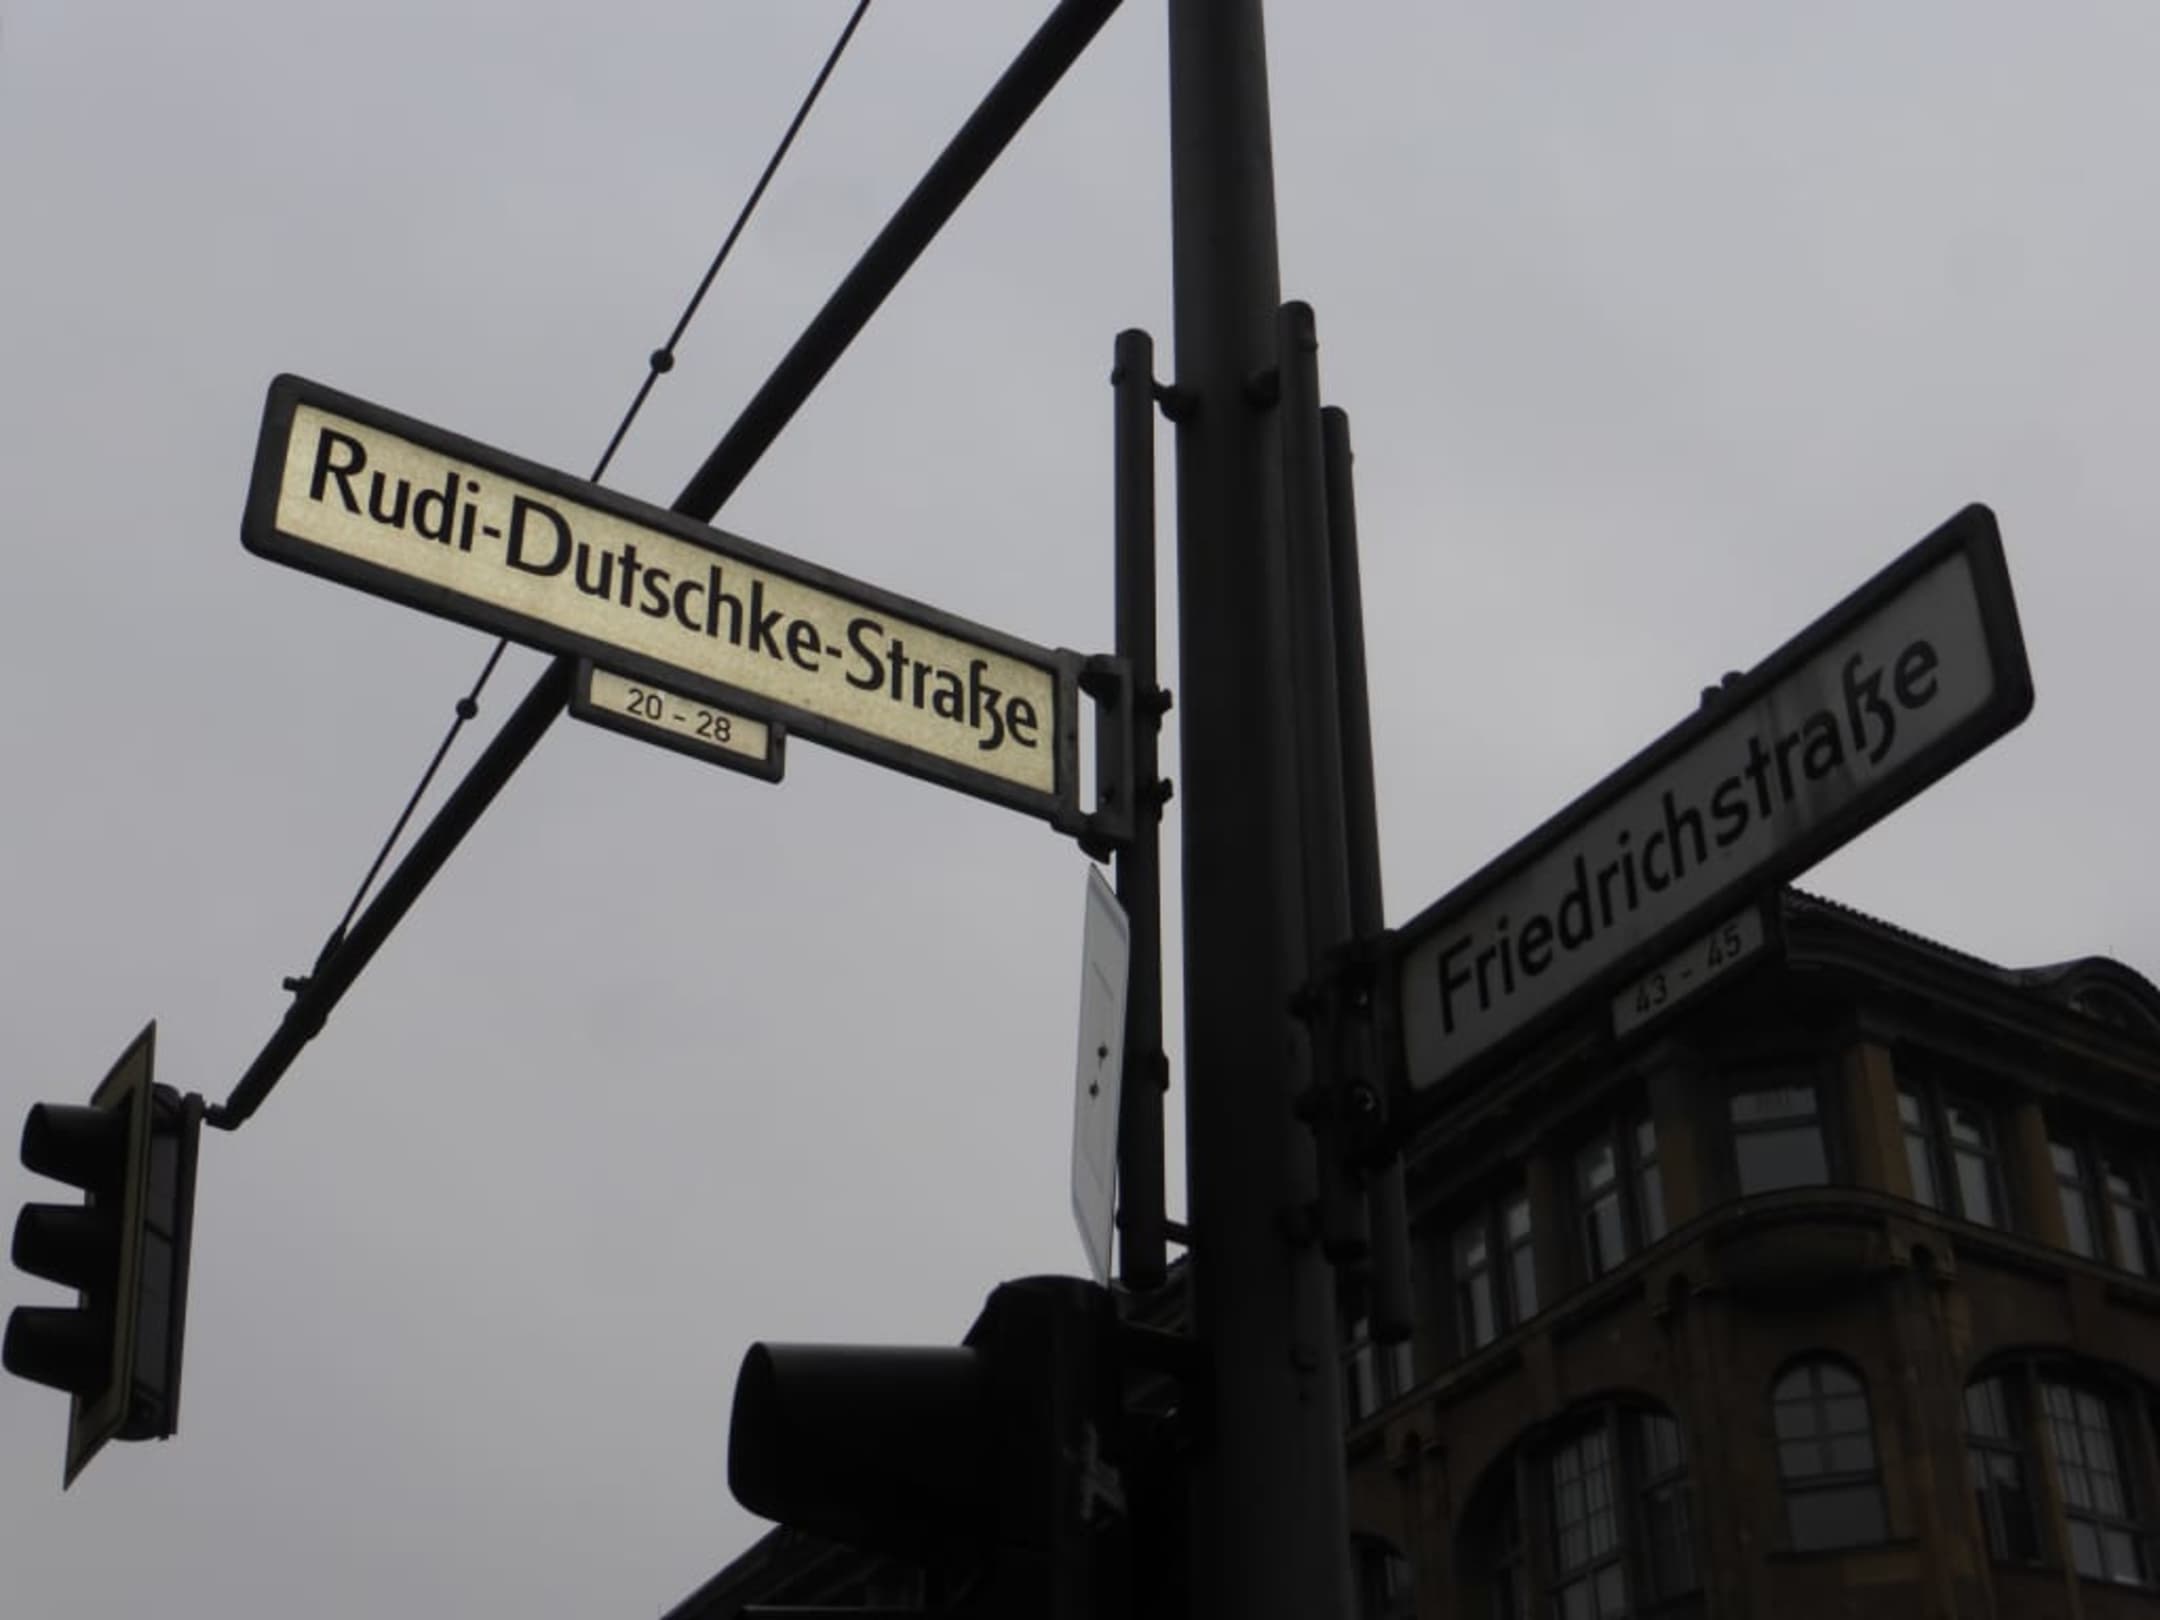 Rudi-Dutschke-Straße
20 - 28
Friedrichstraße
43 - 45